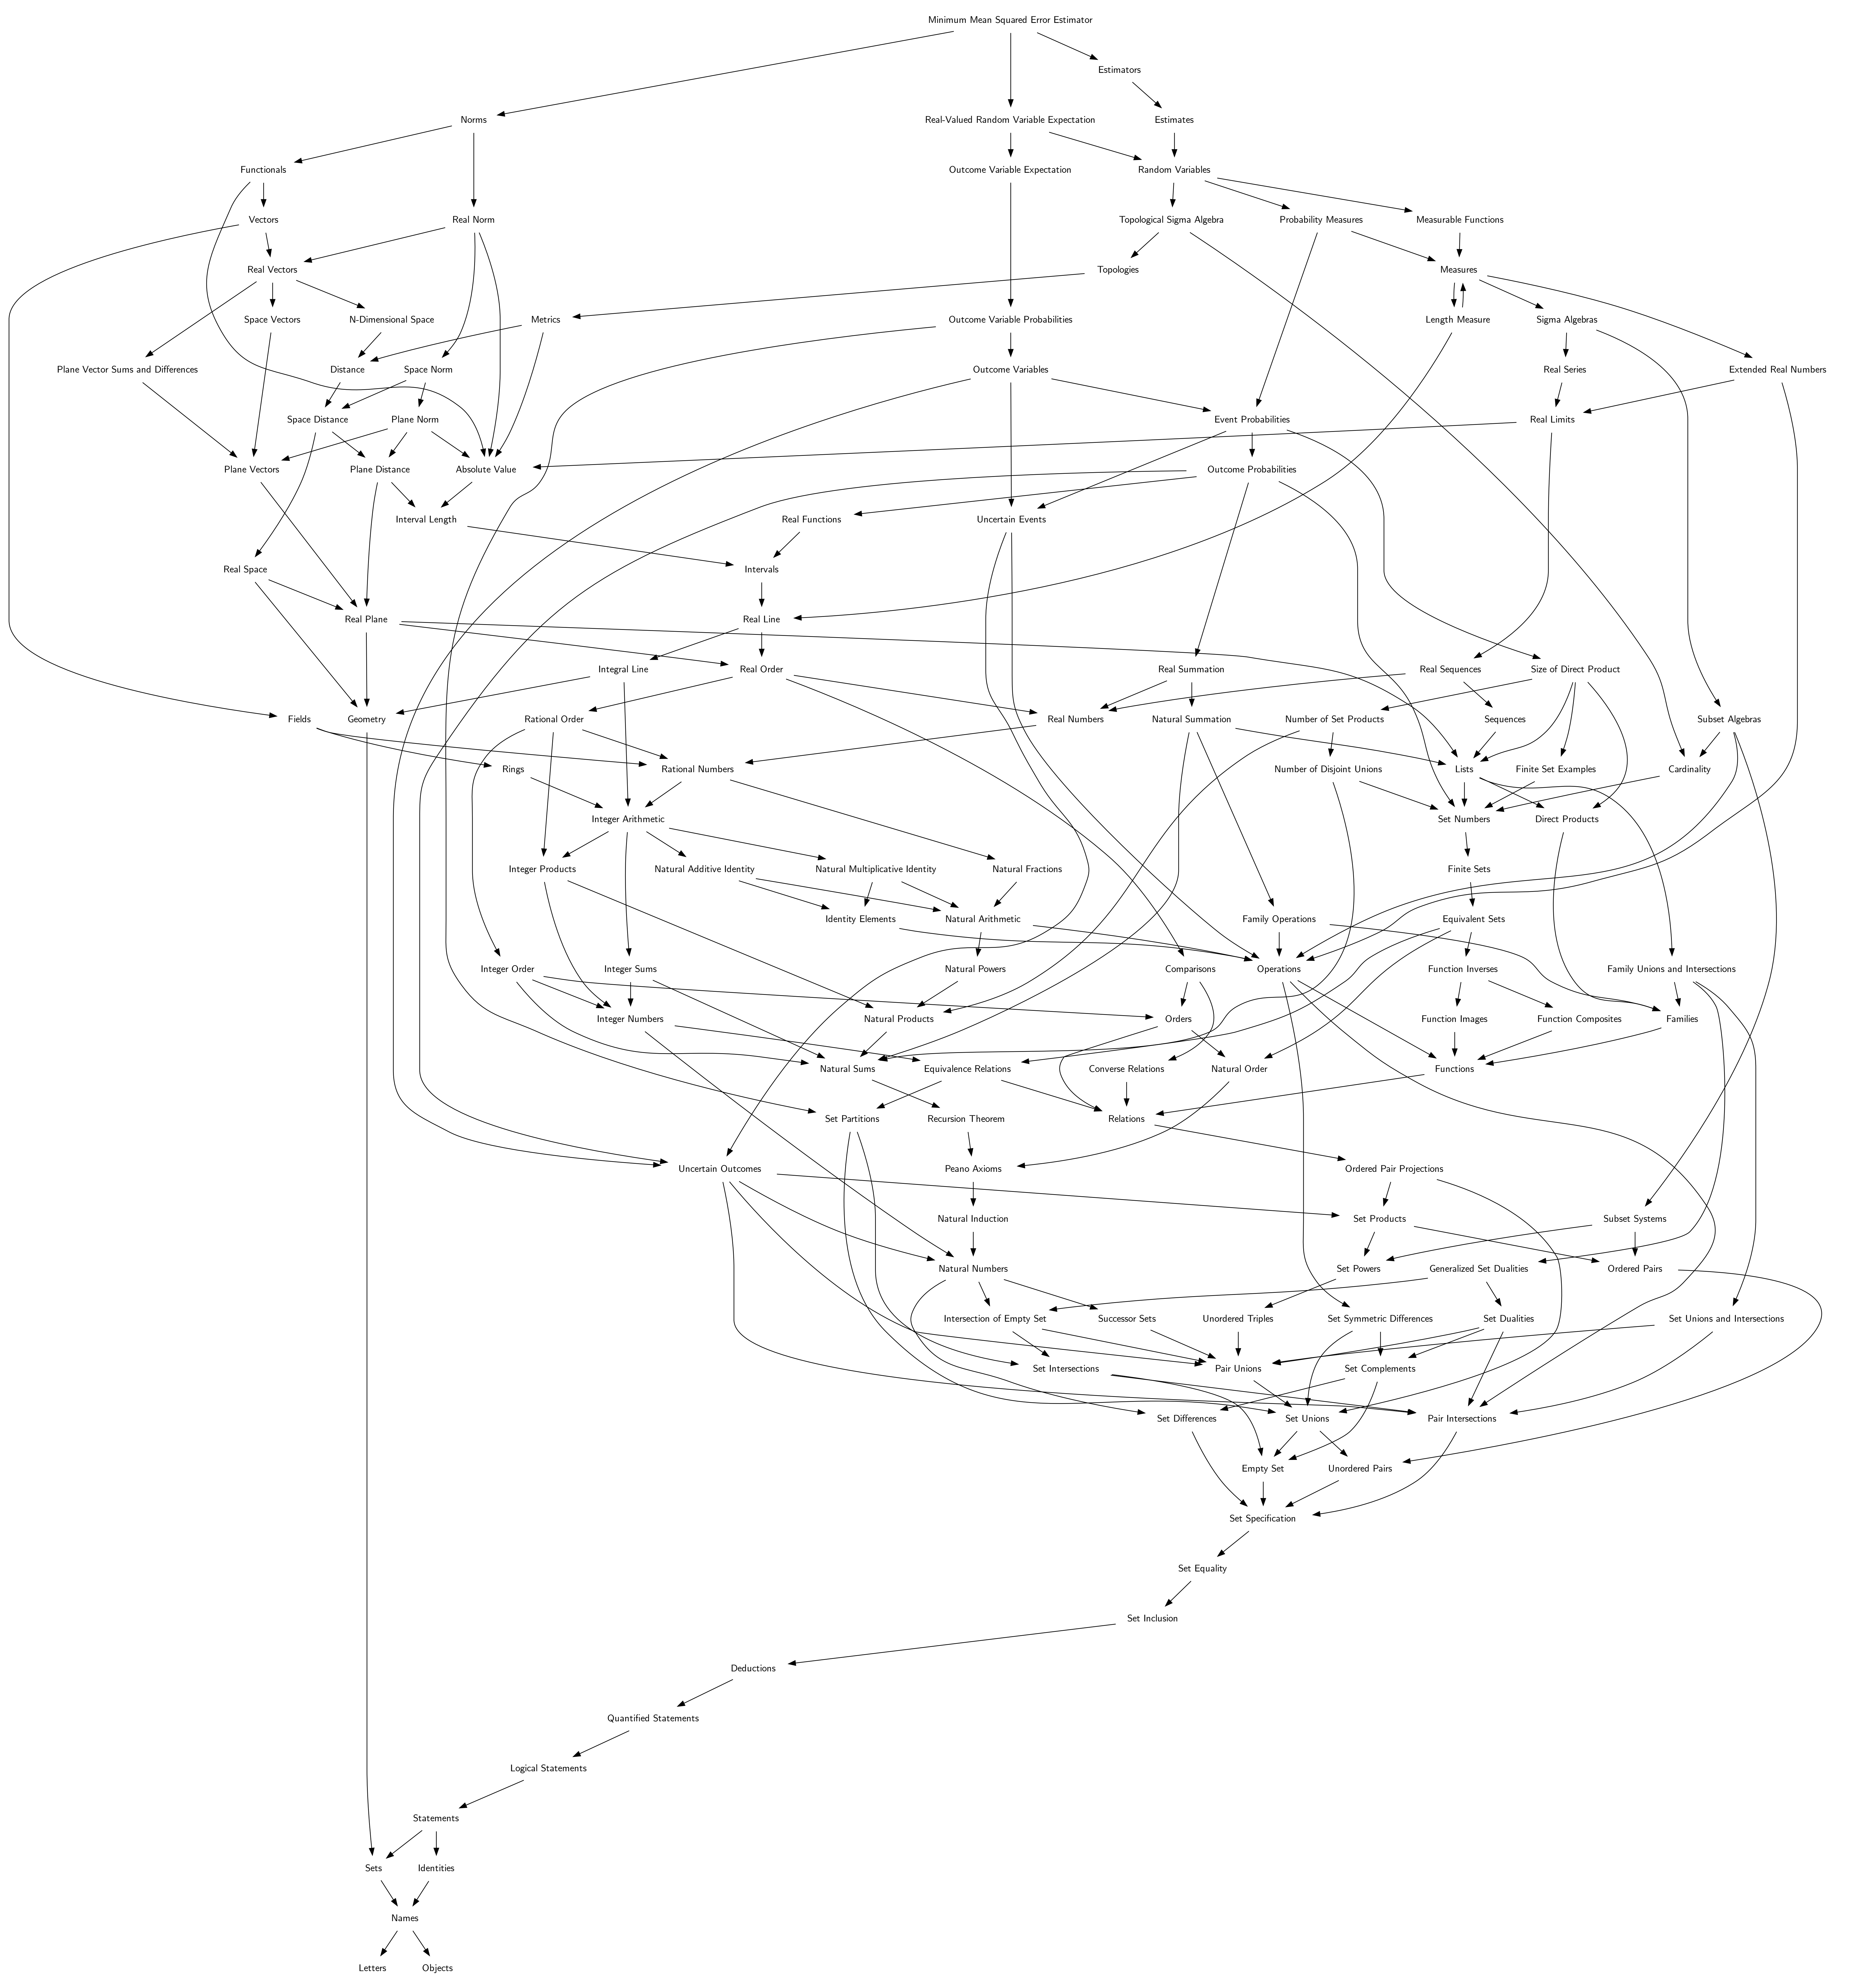 Minimum Mean Squared Error Estimator
Estimators
Norms
Real-Valued Random Variable Expectation
Estimates
Functionals
Outcome Variable Expectation
Random Variables
Vectors
Real Norm
Topological Sigma Algebra
Probability Measures
Measurable Functions
Real Vectors
Topologies
Measures
Space Vectors
N-Dimensional Space
Metrics
Outcome Variable Probabilities
Length Measure
Sigma Algebras
Plane Vector Sums and Differences
Distance
Space Norm
Outcome Variables
Real Series
Extended Real Numbers
Space Distance
Plane Norm
Event Probabilities
Real Limits
Plane Vectors
Plane Distance
Absolute Value
Outcome Probabilities
Interval Length
Real Functions
Uncertain Events
Real Space
Intervals
Real Plane
Real Line
Integral Line
Real Order
Real Summation
Real Sequences
Size of Direct Product
Fields
Geometry
Rational Order
Real Numbers
Natural Summation
Number of Set Products
Sequences
Subset Algebras
Rings
Rational Numbers
Number of Disjoint Unions
Lists
Finite Set Examples
Cardinality
Integer Arithmetic
Set Numbers
Direct Products
Integer Products
Natural Additive Identity
Natural Multiplicative Identity
Natural Fractions
Finite Sets
Identity Elements
Natural Arithmetic
Family Operations
Equivalent Sets
Integer Order
Integer Sums
Natural Powers
Comparisons
Operations
Function Inverses
Family Unions and Intersections
Integer Numbers
Natural Products
Orders
Function Images
Function Composites
Families
Natural Sums
Equivalence Relations
Converse Relations
Natural Order
Functions
Set Partitions
Recursion Theorem
Relations
Uncertain Outcomes
Peano Axioms
Ordered Pair Projections
Natural Induction
Set Products
Subset Systems
Natural Numbers
Set Powers
Generalized Set Dualities
Ordered Pairs
Intersection of Empty Set
Successor Sets
Unordered Triples
Set Symmetric Differences
Set Dualities
Set Unions and Intersections
Set Intersections
Pair Unions
Set Complements
Set Differences
Set Unions
Pair Intersections
Empty Set
Unordered Pairs
Set Specification
Set Equality
Set Inclusion
Deductions
Quantified Statements
Logical Statements
Statements
Sets
Identities
Names
Letters
Objects